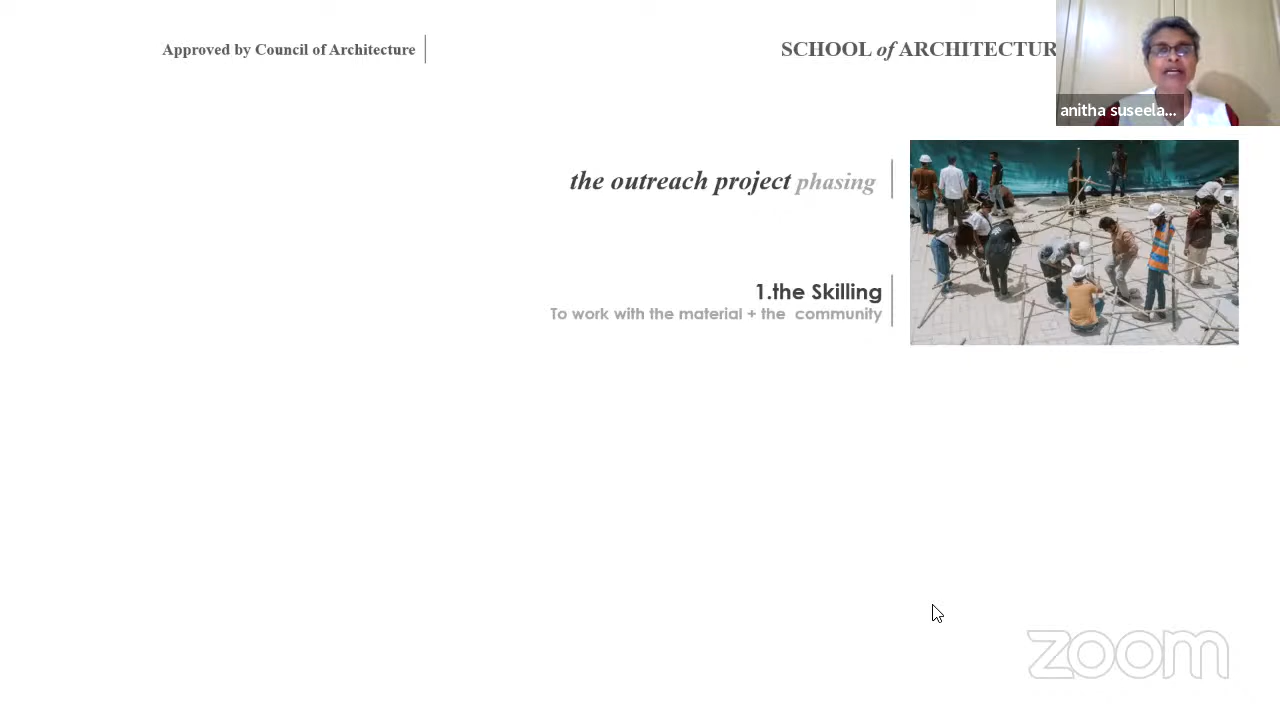 Approved by Council of Architecture
SCHOOL of ARCHITECTUR
anitha suseela...
the outreach project phasing
1.the Skilling
To work with the material + the community
zoom